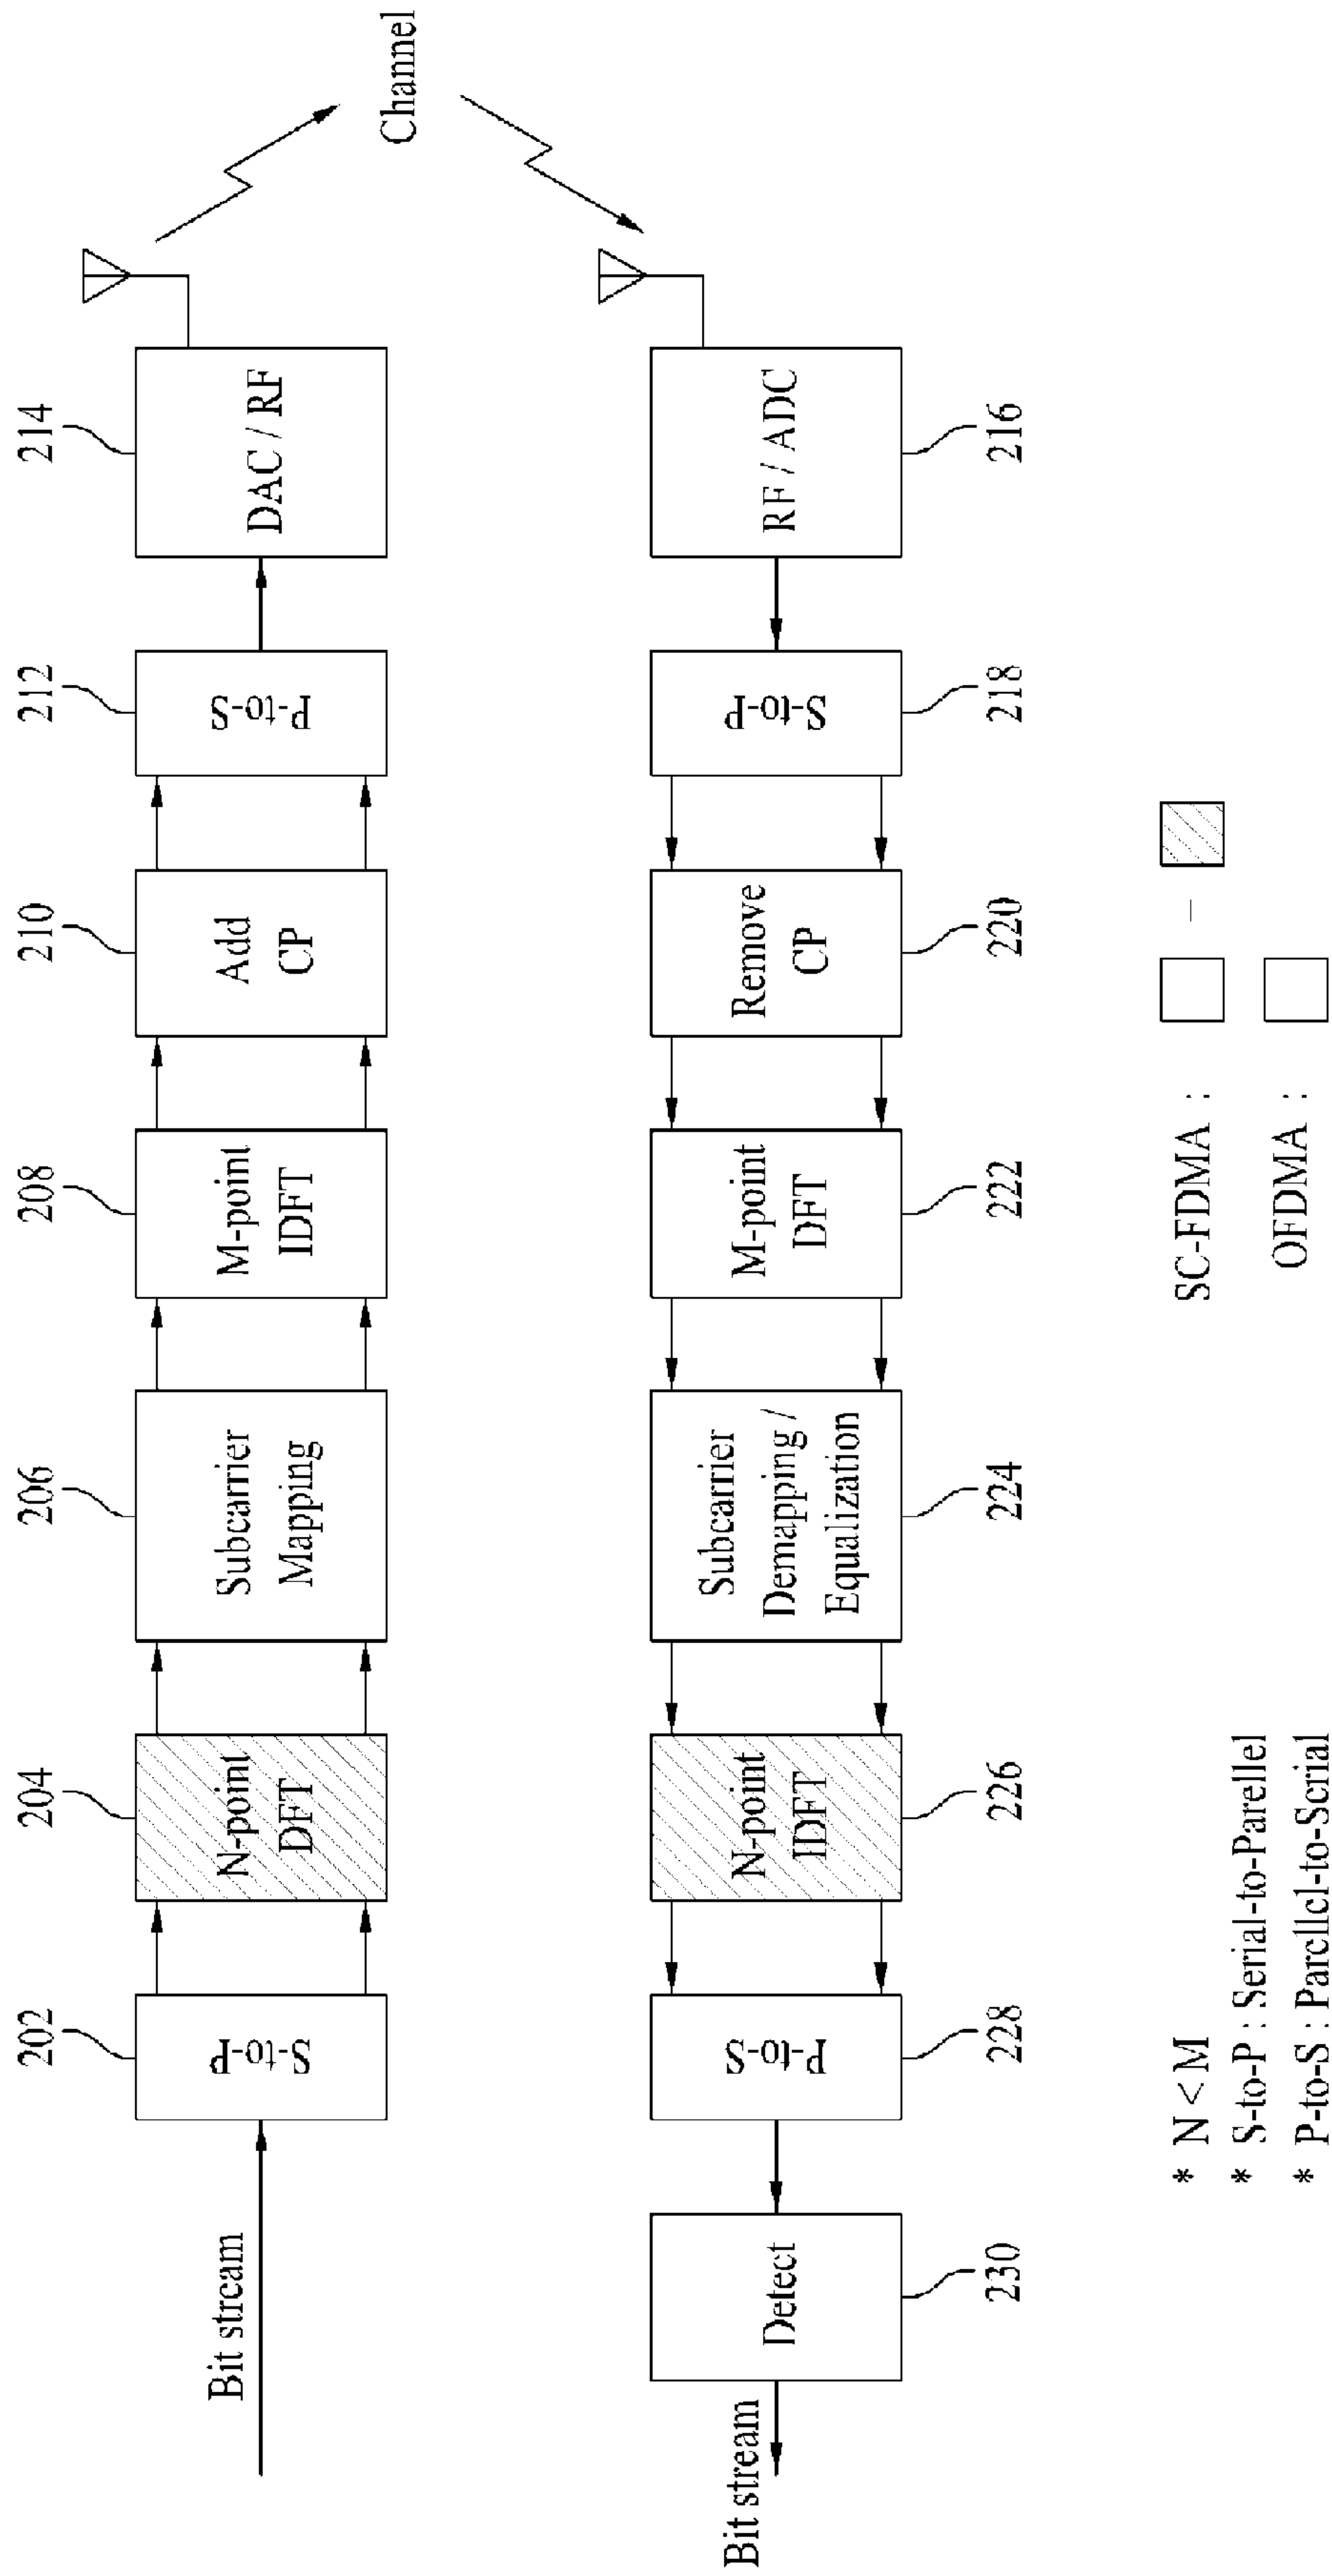 202
204
206
208
210
212
214
Bit stream
S-to-P
N-point
DFT
Subcarrier
Mapping
M-point
IDFT
Add
CP
P-to-S
DAC / RF
Channel
Bit stream
Detect
P-to-S
N-point
IDFT
Subcarrier
Demapping /
Equalization
M-point
DFT
Remove
CP
S-to-P
RF / ADC
230
228
226
224
222
220
218
216
* N < M
* S-to-P : Serial-to-Parellel
* P-to-S : Parellel-to-Serial
SC-FDMA :
OFDMA :